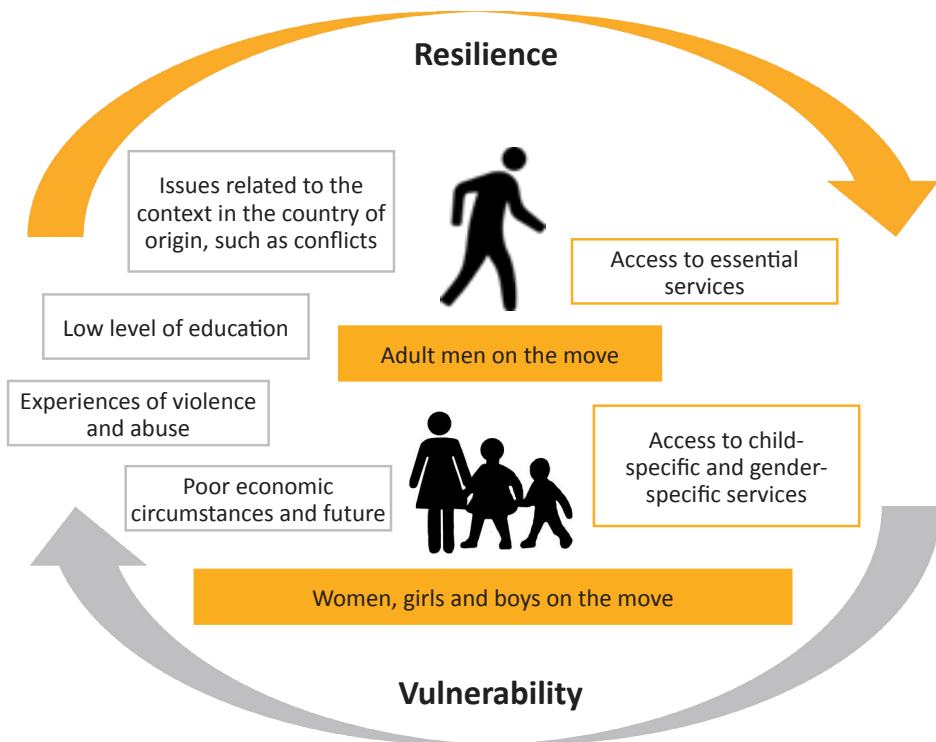 Resilience
Issues related to the
context in the country of
origin, such as conflicts
Access to essential
services
Low level of education
Adult men on the move
Experiences of violence
and abuse
Access to child-
specific and gender-
specific services
Poor economic
circumstances and future
Women, girls and boys on the move
Vulnerability